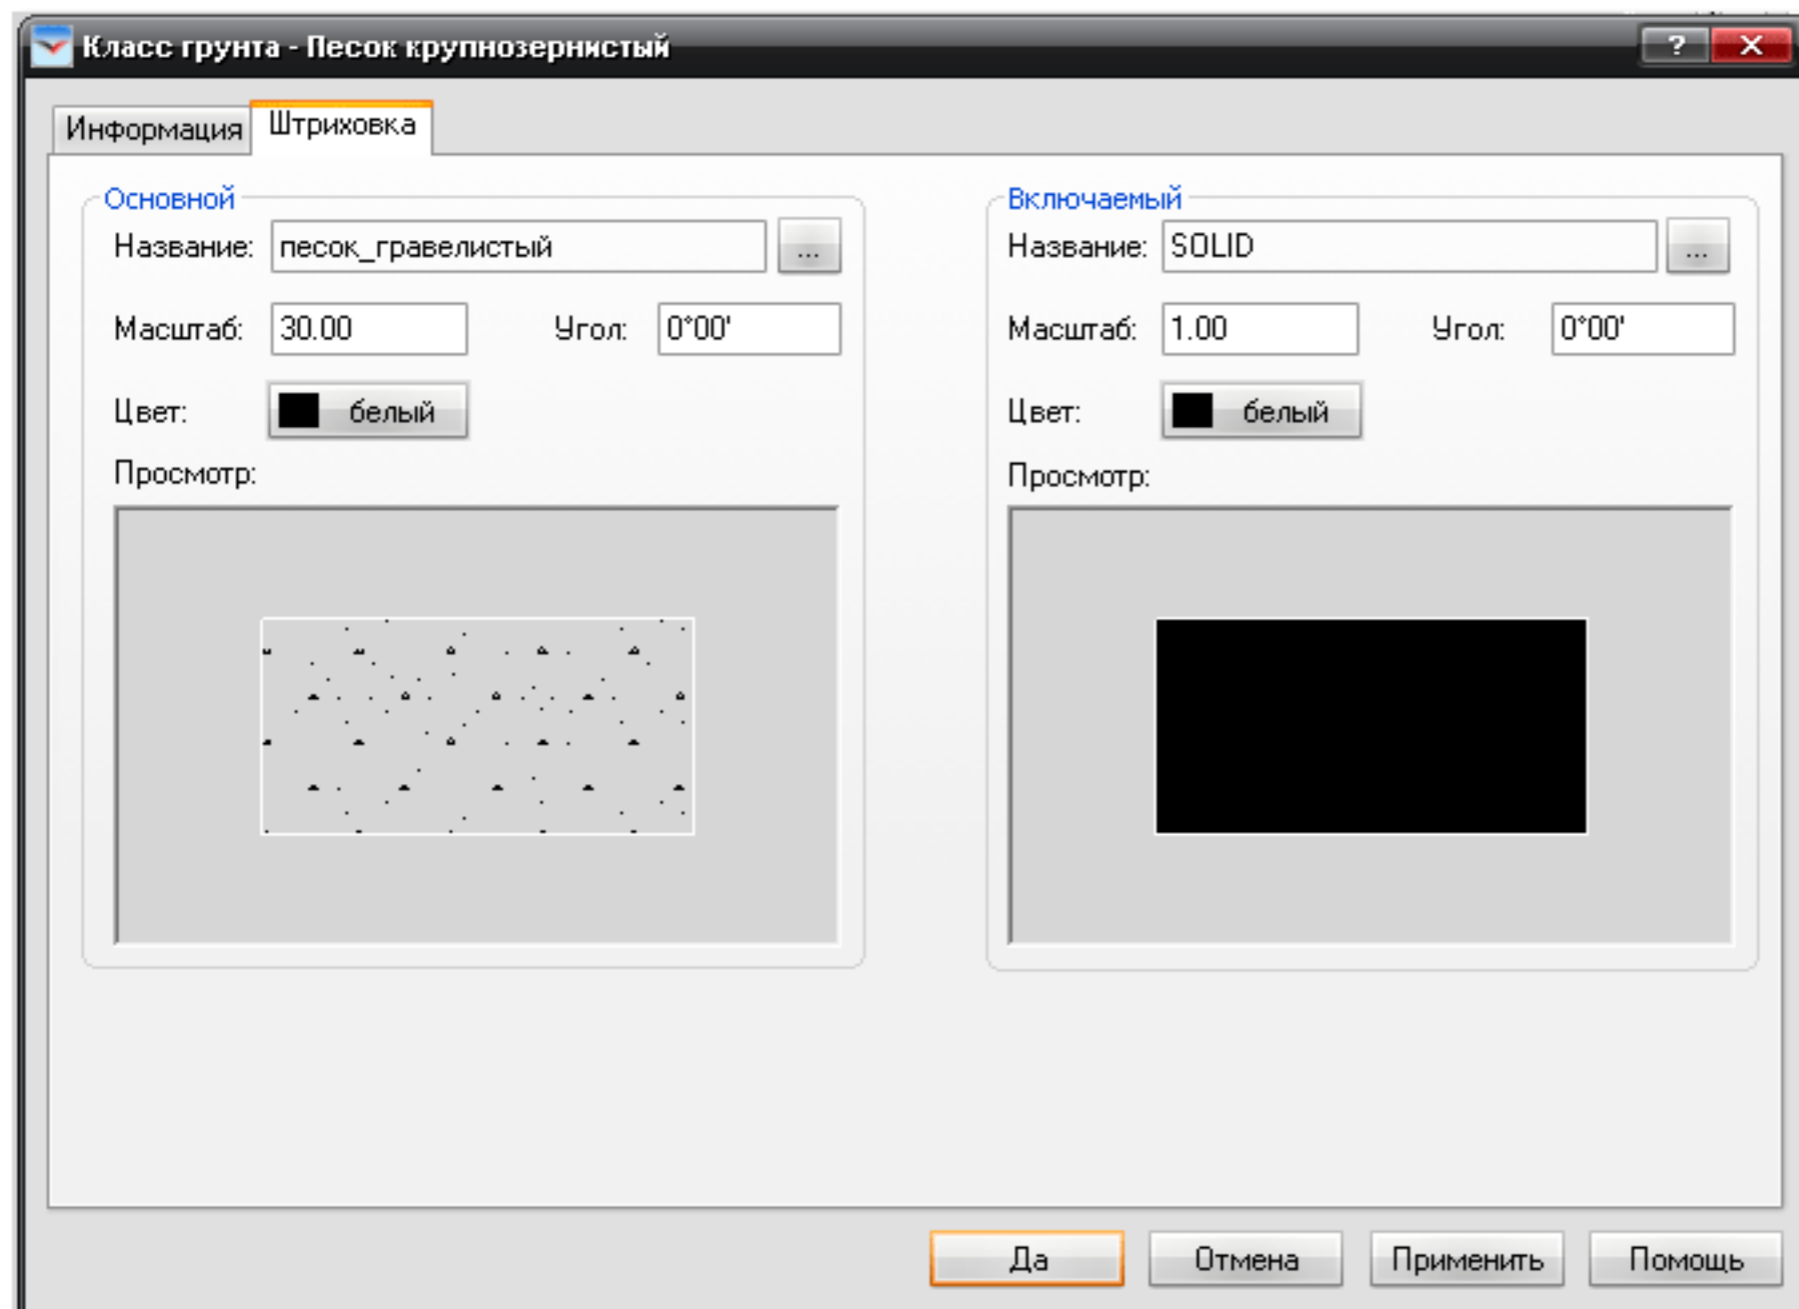 Класс грунта - Песок крупнозернистый
?
Информация Штриховка
Основной
Название: песок_гравелистый ...
Масштаб: 30.00 Угол: 0°00'
Цвет: белый
Просмотр:
Включаемый
Название: SOLID ...
Масштаб: 1.00 Угол: 0°00'
Цвет: белый
Просмотр:
Да Отмена Применить Помощь